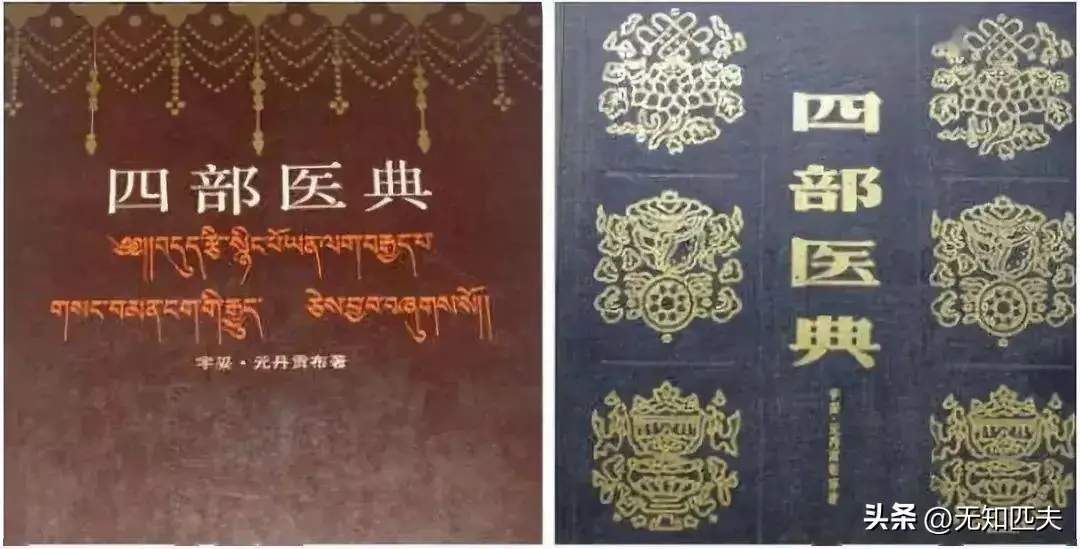 四部医典
༄༅།།བདུད་རྩི་སྙིང་པོ་ཡན་ལག་བརྒྱད་པ་
གསང་བ་མན་ངག་གི་རྒྱུད་ ཅེས་བྱ་བ་བཞུགས་སོ།།
宇妥·元丹贡布著
四部医典
头条 @无知匹夫